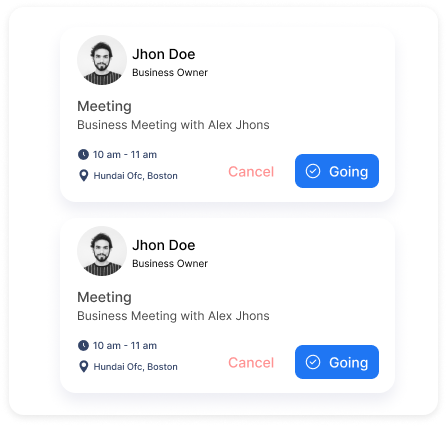 Jhon Doe
Business Owner
Meeting
Business Meeting with Alex Jhons
10 am - 11 am
Hundai Ofc, Boston
Cancel
Going
Jhon Doe
Business Owner
Meeting
Business Meeting with Alex Jhons
10 am - 11 am
Hundai Ofc, Boston
Cancel
Going